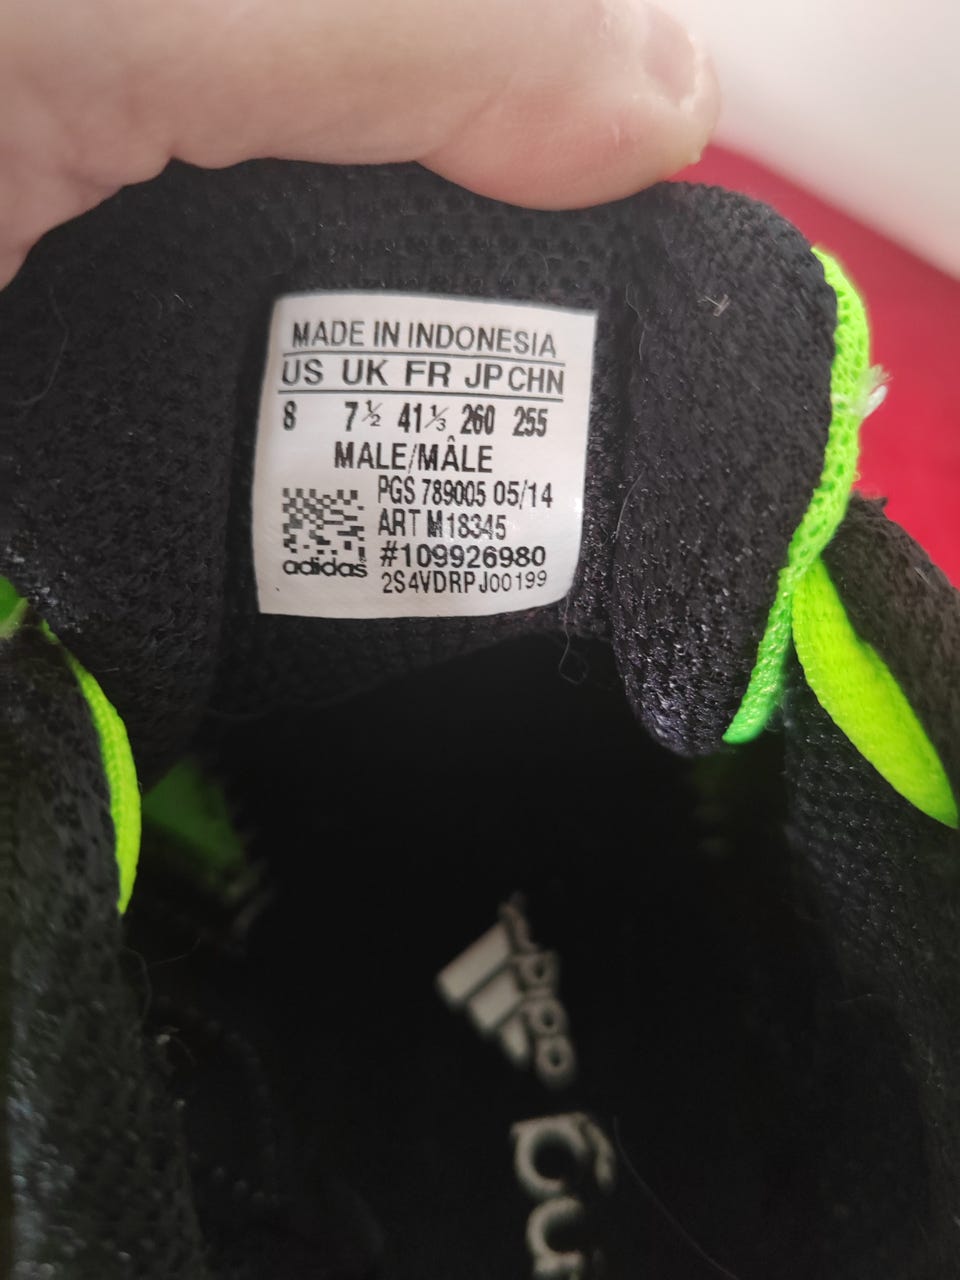 MADE IN INDONESIA
US UK FR JP CHN
8 7½ 41⅓ 260 255
MALE/MÂLE
PGS 789005 05/14
ART M18345
#109926980
adidas
2S4VDRPJ00199
adidas